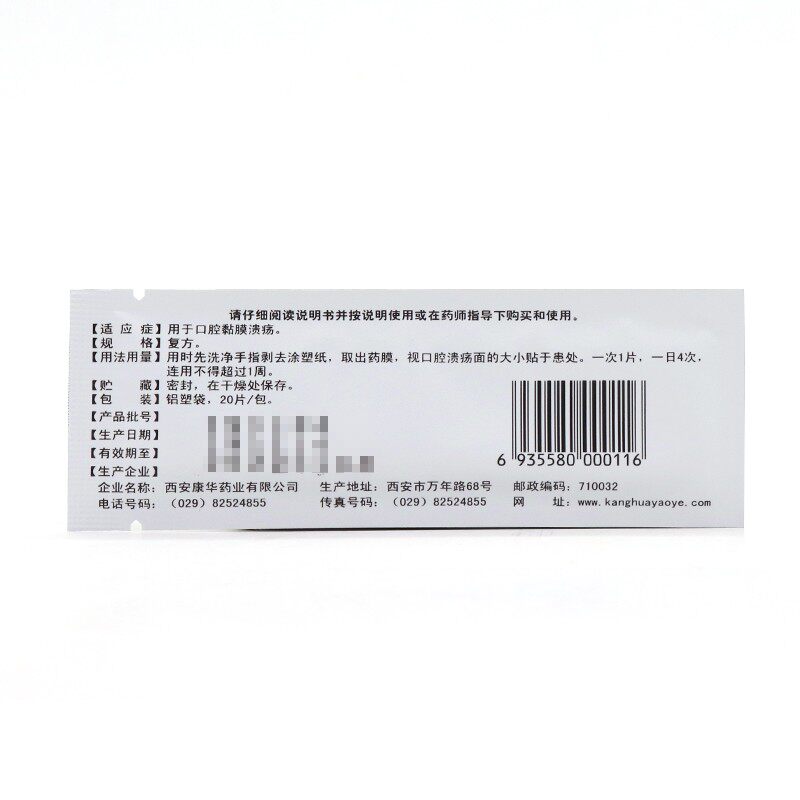 请仔细阅读说明书并按说明使用或在药师指导下购买和使用。
【适 应 症】用于口腔黏膜溃疡。
【规 格】复方。
【用法用量】用时先洗净手指剥去涂塑纸，取出药膜，视口腔溃疡面的大小贴于患处。一次1片，一日4次，
连用不得超过1周。
【贮 藏】密封，在干燥处保存。
【包 装】铝塑袋，20片/包。
【产品批号】
【生产日期】
【有效期至】
【生产企业】
6 935580 000116
企业名称：西安康华药业有限公司 生产地址：西安市万年路68号 邮政编码：710032
电话号码：（029）82524855 传真号码：（029）82524855 网 址：www.kanghuayaoye.com